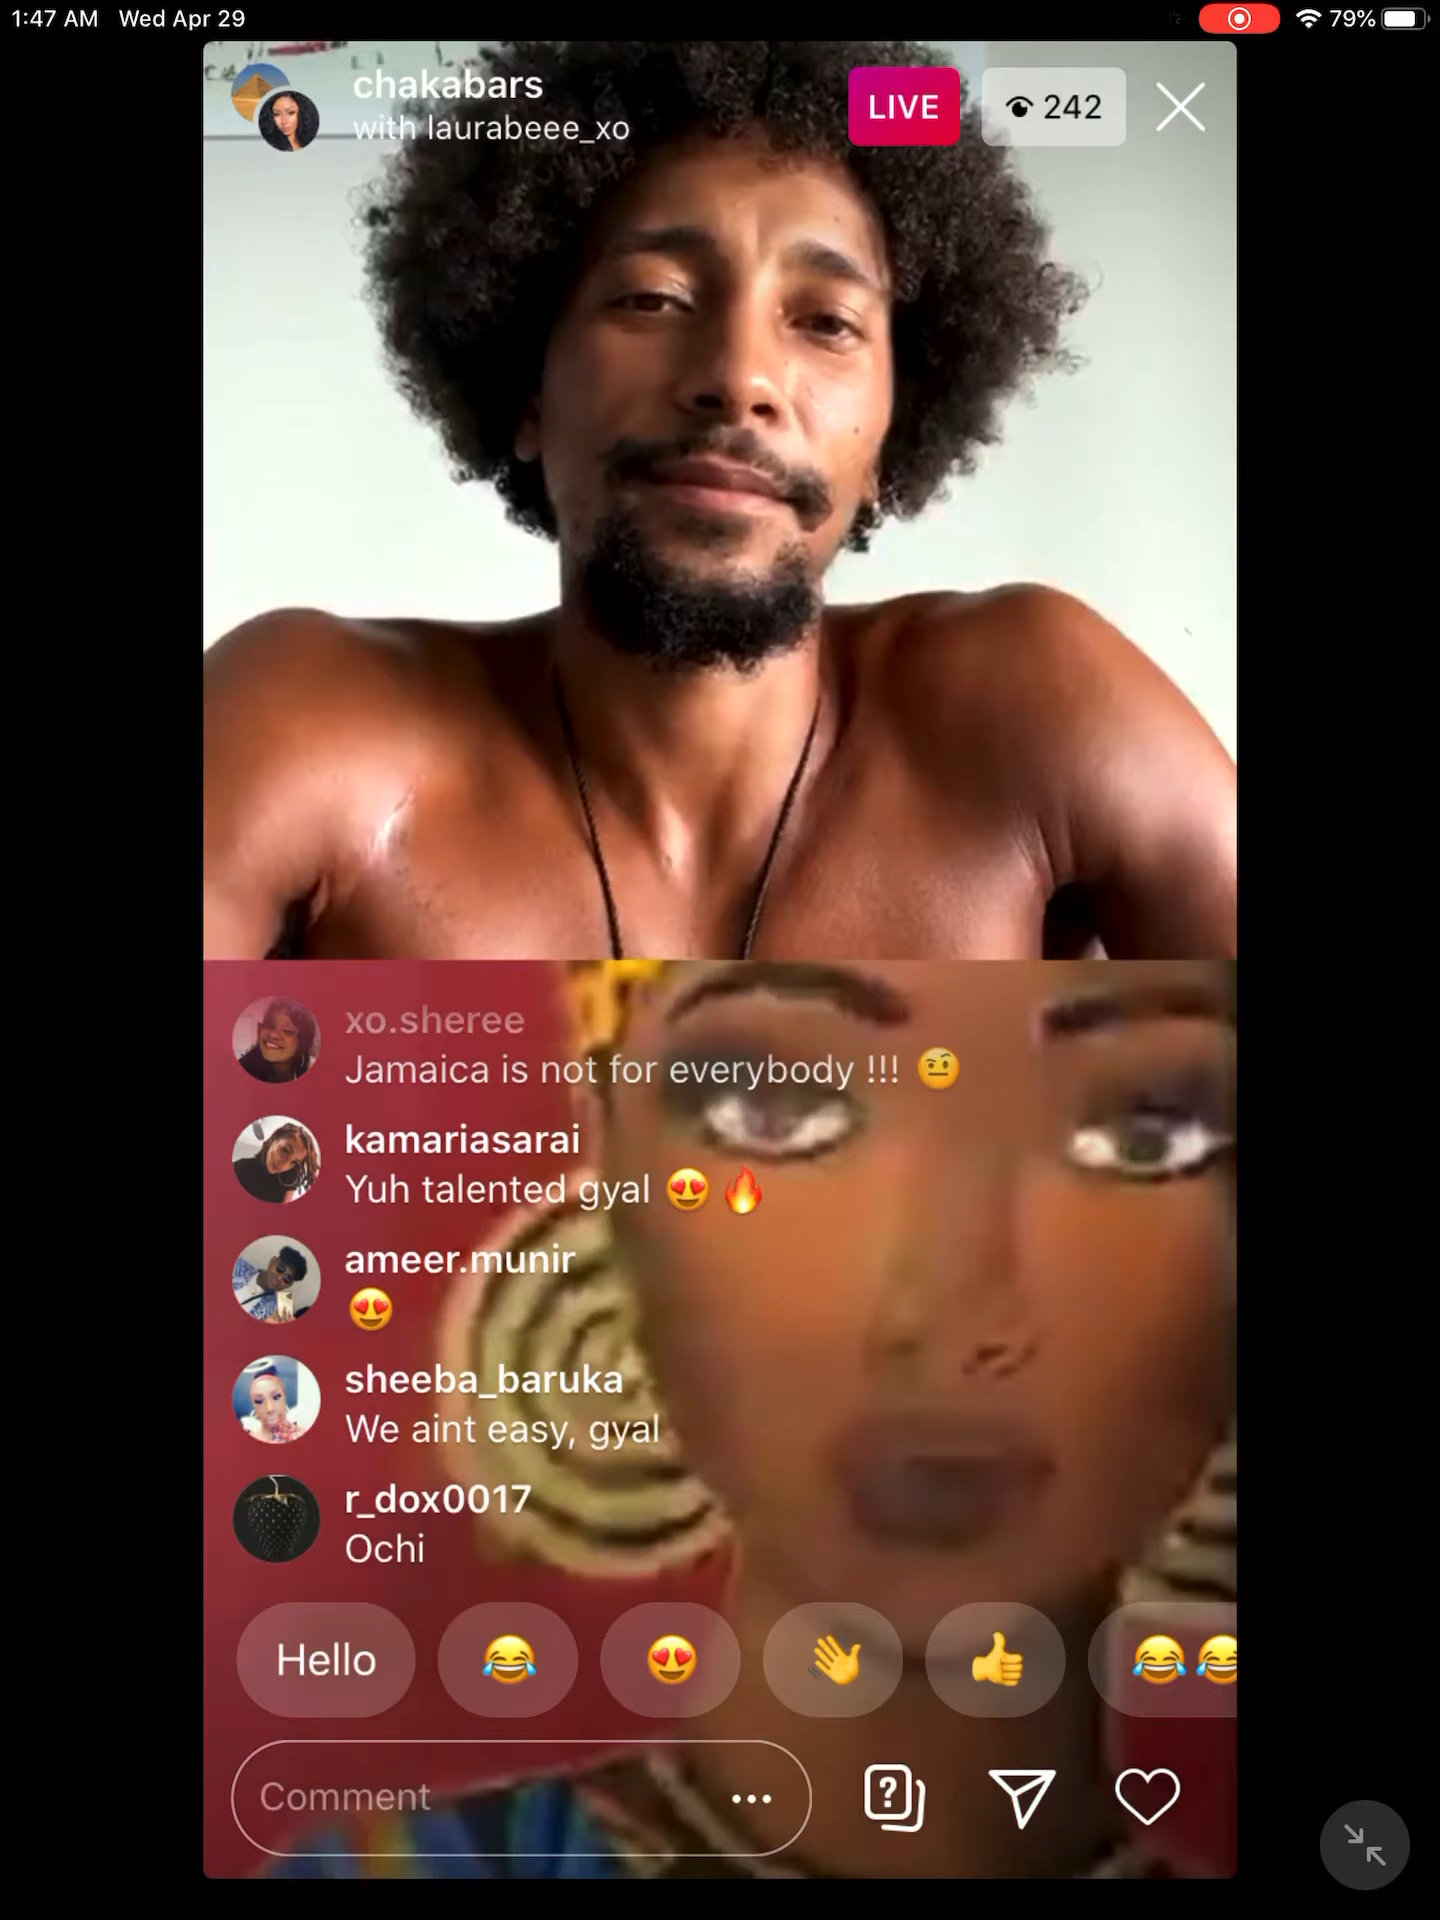 1:47 AM Wed Apr 29
79%
chakabars
with laurabeee_xo
LIVE
242
xo.sheree
Jamaica is not for everybody !!! 🤨
kamariasarai
Yuh talented gyal 😍 🔥
ameer.munir
😍
sheeba_baruka
We aint easy, gyal
r_dox0017
Ochi
Hello 😂 😍 👋 👍 😂😂
Comment